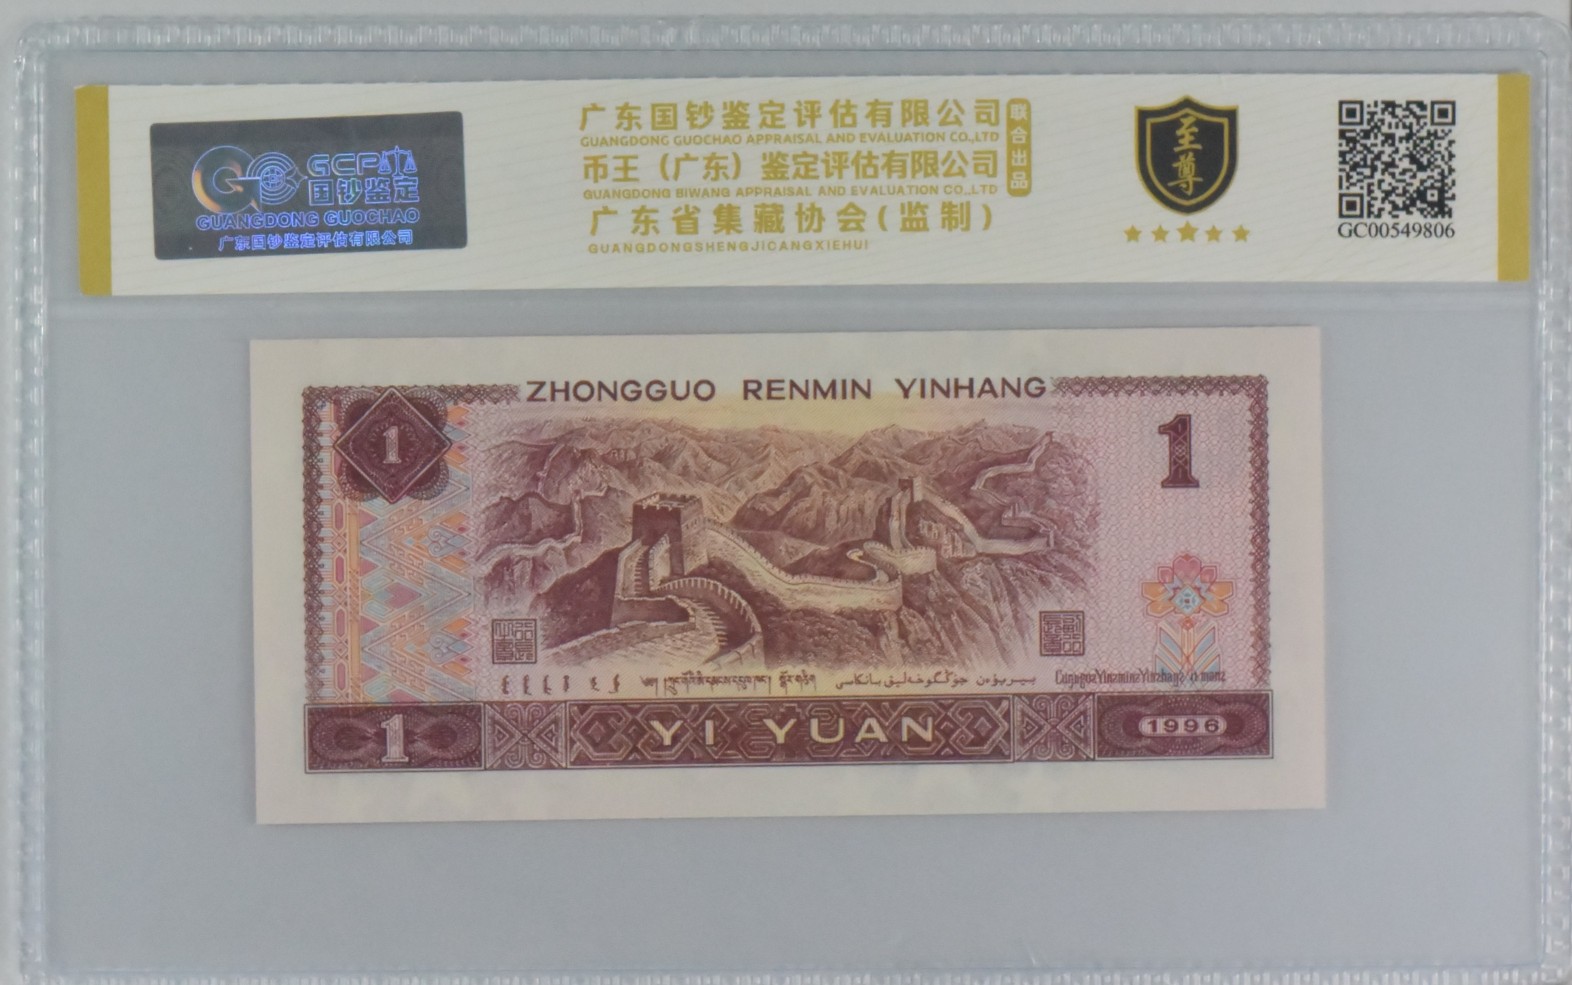 GCP
国钞鉴定
GUANGDONG GUOCHAO
广东国钞鉴定评估有限公司
广东国钞鉴定评估有限公司
GUANGDONG GUOCHAO APPRAISAL AND EVALUATION CO.,LTD
币王（广东）鉴定评估有限公司
GUANGDONG BIWANG APPRAISAL AND EVALUATION CO.,LTD
广东省集藏协会(监制)
GUANGDONGSHENGJICANGXIEHUI
联合出品
至尊
GC00549806
ZHONGGUO RENMIN YINHANG
1
1
1
YI YUAN
1996